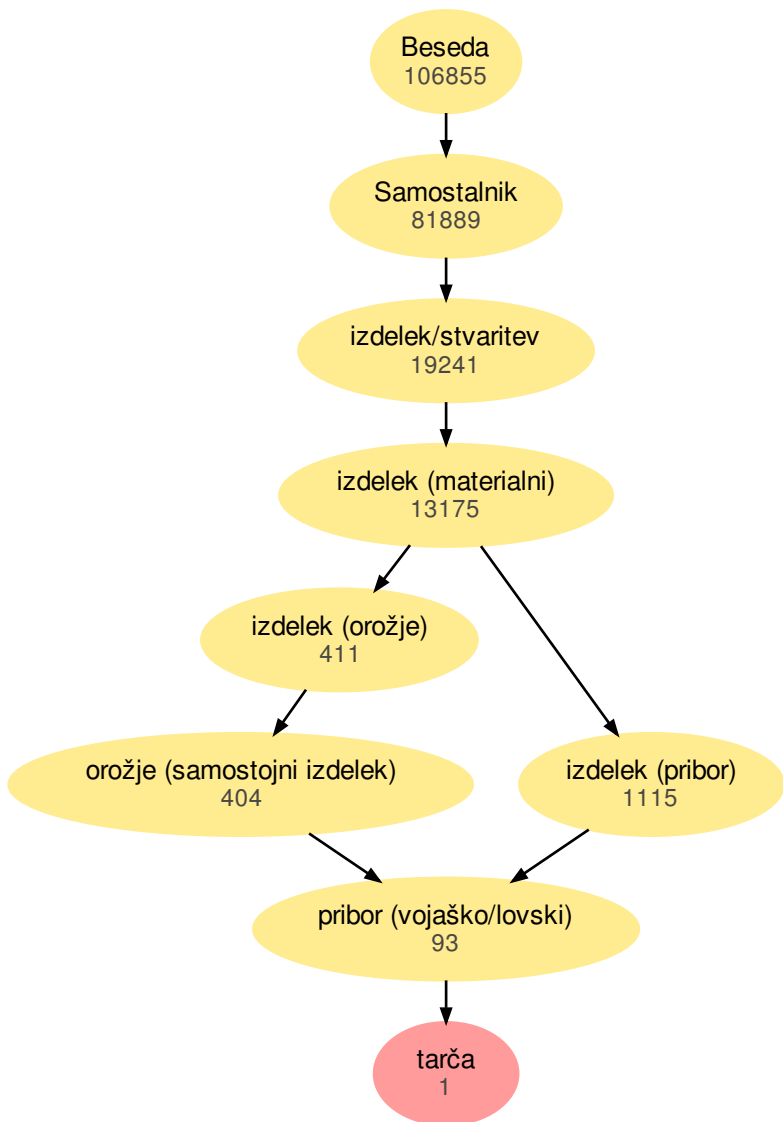 Beseda
106855
Samostalnik
81889
izdelek/stvaritev
19241
izdelek (materialni)
13175
izdelek (orožje)
411
orožje (samostojni izdelek)
404
izdelek (pribor)
1115
pribor (vojaško/lovski)
93
tarča
1